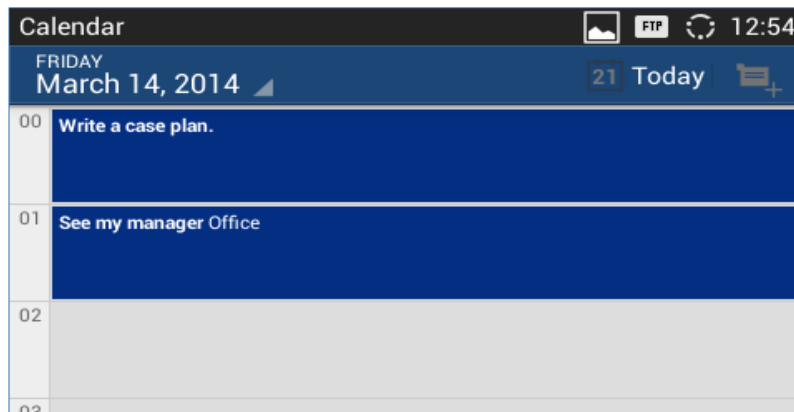 Calendar FTP 12:54
FRIDAY
March 14, 2014 21 Today
00 Write a case plan.
01 See my manager Office
02
03